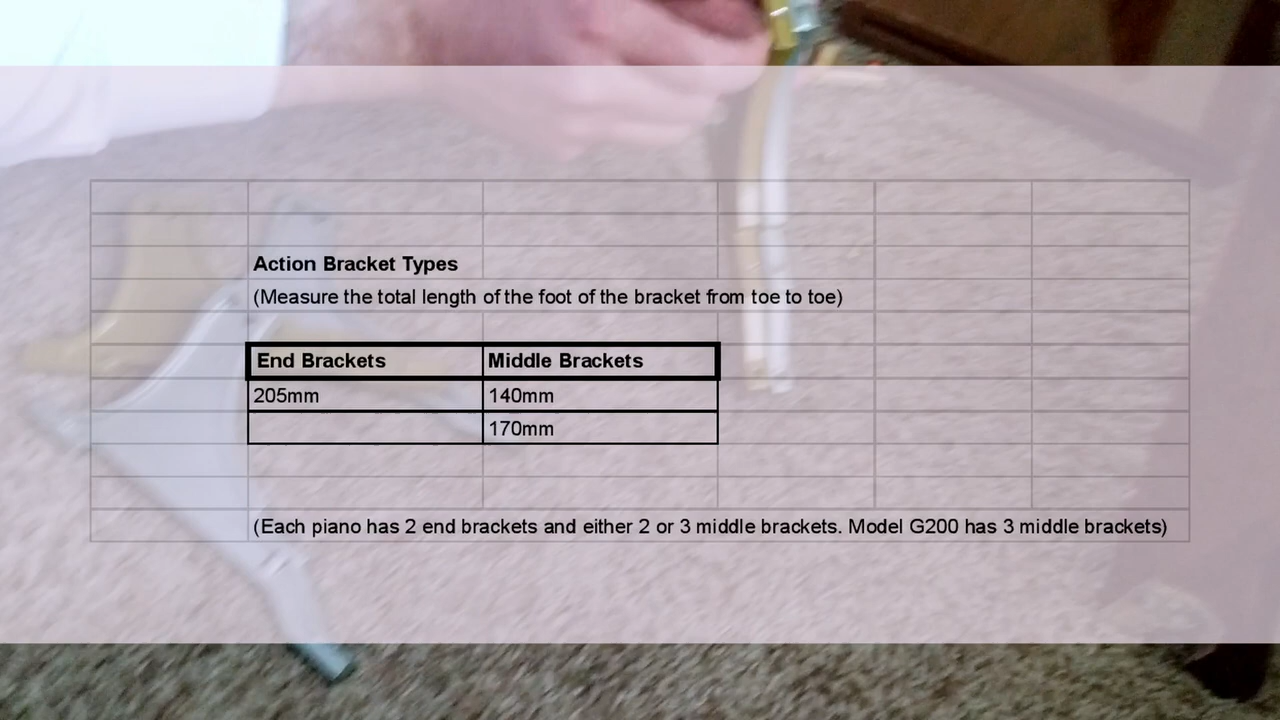 Action Bracket Types
(Measure the total length of the foot of the bracket from toe to toe)
End Brackets Middle Brackets
205mm 140mm
170mm
(Each piano has 2 end brackets and either 2 or 3 middle brackets. Model G200 has 3 middle brackets)